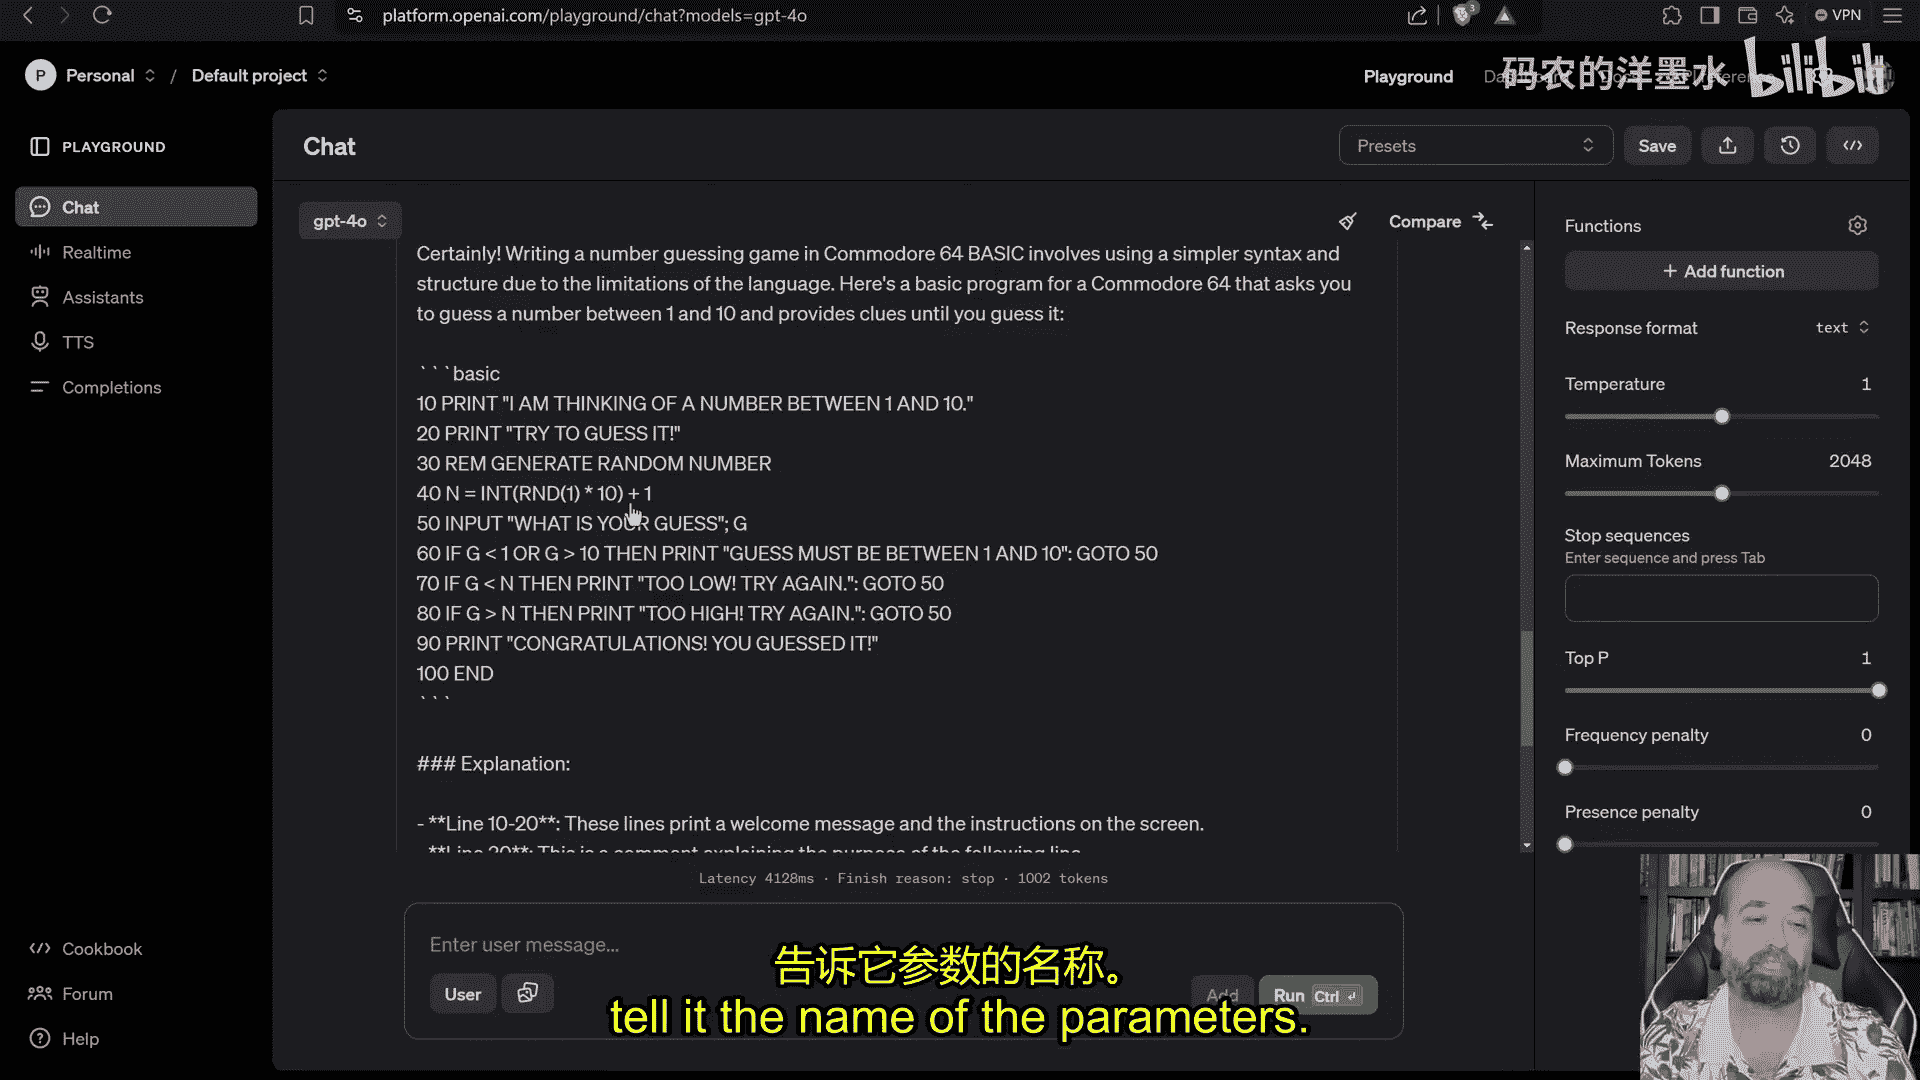 platform.openai.com/playground/chat?models=gpt-4o
3
VPN
P
Personal
/
Default project
Playground
码农的洋墨水
bilibili
PLAYGROUND
Chat
Realtime
Assistants
TTS
Completions
Cookbook
Forum
Help
Chat
Presets
Save
gpt-4o
Compare
Certainly! Writing a number guessing game in Commodore 64 BASIC involves using a simpler syntax and
structure due to the limitations of the language. Here's a basic program for a Commodore 64 that asks you
to guess a number between 1 and 10 and provides clues until you guess it:
```basic
10 PRINT "I AM THINKING OF A NUMBER BETWEEN 1 AND 10."
20 PRINT "TRY TO GUESS IT!"
30 REM GENERATE RANDOM NUMBER
40 N = INT(RND(1) * 10) + 1
50 INPUT "WHAT IS YOUR GUESS"; G
60 IF G < 1 OR G > 10 THEN PRINT "GUESS MUST BE BETWEEN 1 AND 10": GOTO 50
70 IF G < N THEN PRINT "TOO LOW! TRY AGAIN.": GOTO 50
80 IF G > N THEN PRINT "TOO HIGH! TRY AGAIN.": GOTO 50
90 PRINT "CONGRATULATIONS! YOU GUESSED IT!"
100 END
```
### Explanation:
- **Line 10-20**: These lines print a welcome message and the instructions on the screen.
Latency 4128ms · Finish reason: stop · 1002 tokens
Enter user message...
User
Add
Run Ctrl ↵
告诉它参数的名称。
tell it the name of the parameters.
Functions
+ Add function
Response format
text
Temperature
1
Maximum Tokens
2048
Stop sequences
Enter sequence and press Tab
Top P
1
Frequency penalty
0
Presence penalty
0